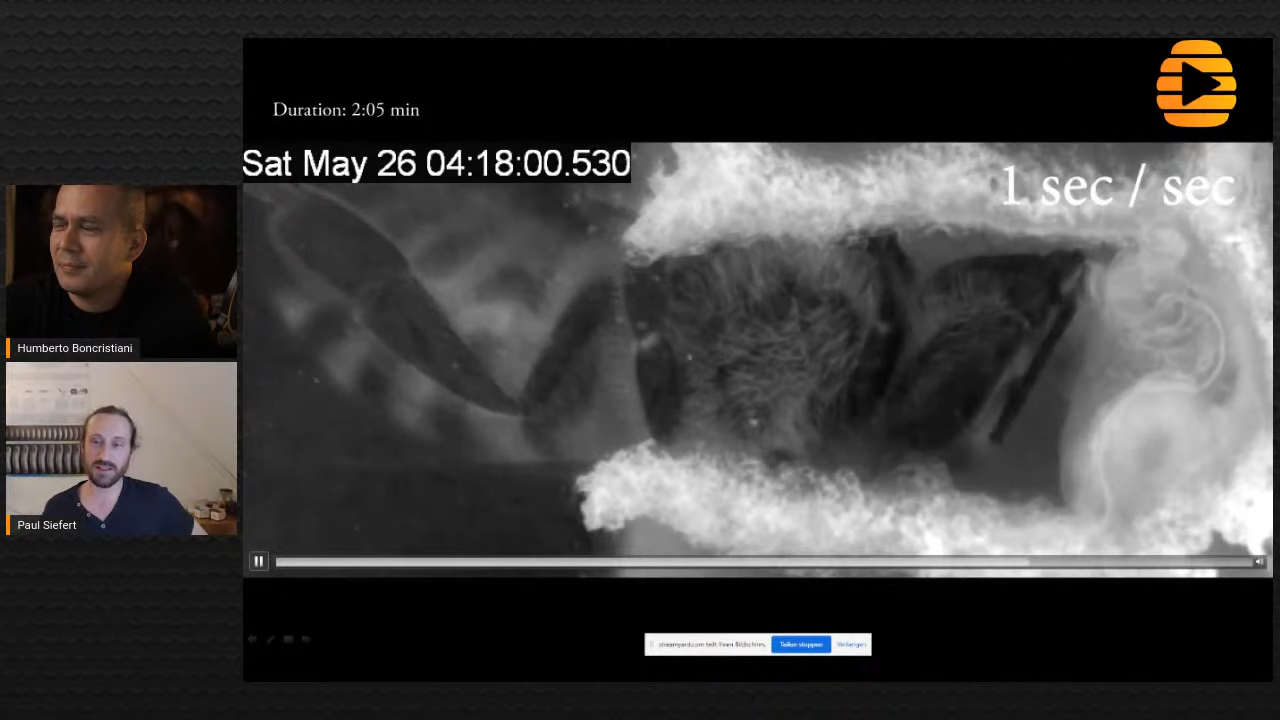 Duration: 2:05 min
Sat May 26 04:18:00.530
1 sec / sec
Humberto Boncristiani
Paul Siefert
streamyard.com teilt Ihren Bildschirm. Teilen stoppen Verbergen